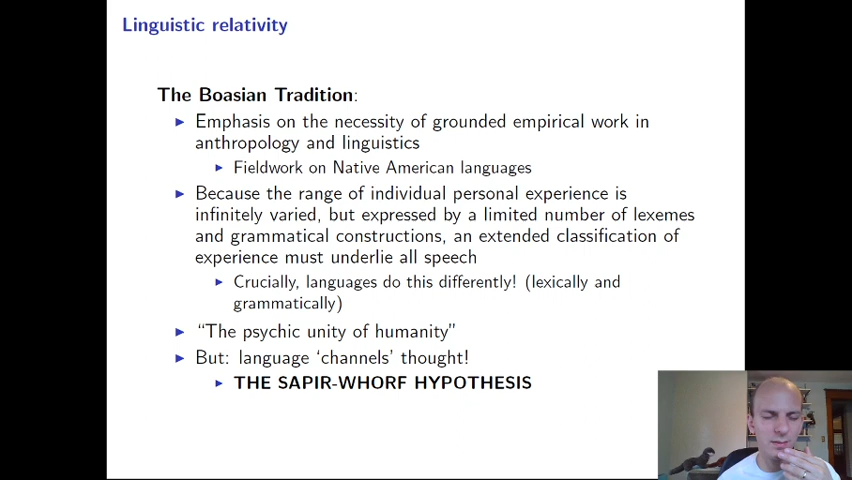 Linguistic relativity
The Boasian Tradition:
▶ Emphasis on the necessity of grounded empirical work in
anthropology and linguistics
▶ Fieldwork on Native American languages
▶ Because the range of individual personal experience is
infinitely varied, but expressed by a limited number of lexemes
and grammatical constructions, an extended classification of
experience must underlie all speech
▶ Crucially, languages do this differently! (lexically and
grammatically)
▶ “The psychic unity of humanity”
▶ But: language ‘channels’ thought!
▶ THE SAPIR-WHORF HYPOTHESIS